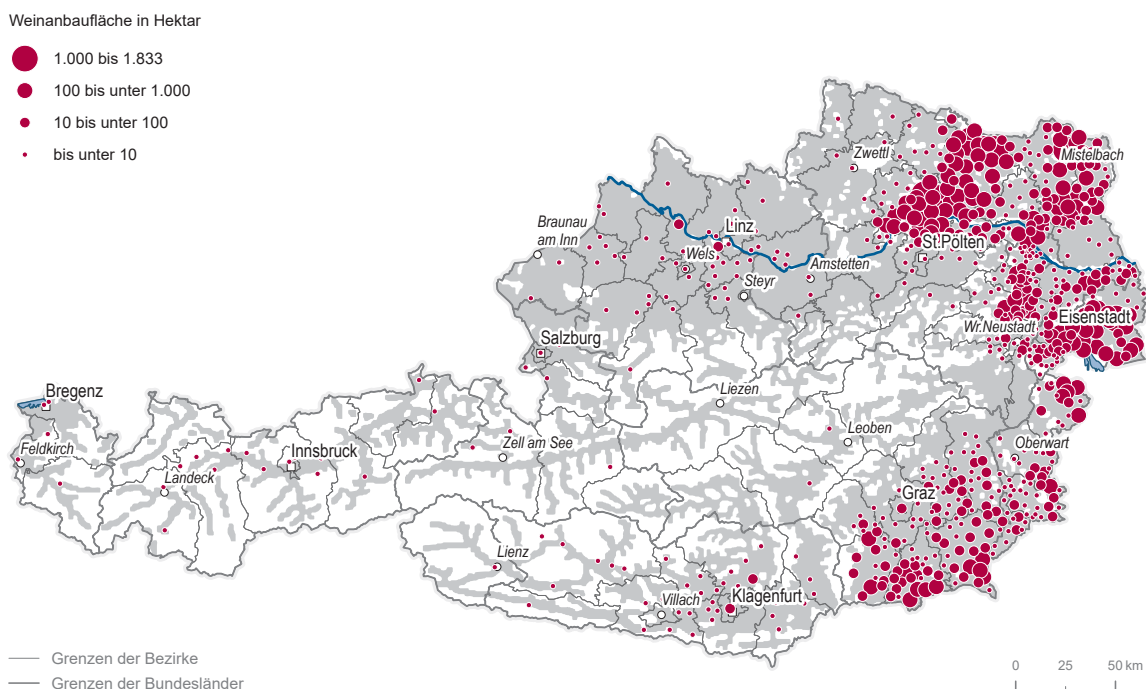 Weinanbaufläche in Hektar
1.000 bis 1.833
100 bis unter 1.000
10 bis unter 100
bis unter 10
Zwettl
Mistelbach
Braunau
am Inn
Linz
St.Pölten
Wels
Amstetten
Steyr
Eisenstadt
Wr.Neustadt
Salzburg
Bregenz
Liezen
Leoben
Oberwart
Feldkirch
Innsbruck
Zell am See
Landeck
Graz
Lienz
Klagenfurt
Villach
Grenzen der Bezirke
Grenzen der Bundesländer
0 25 50 km